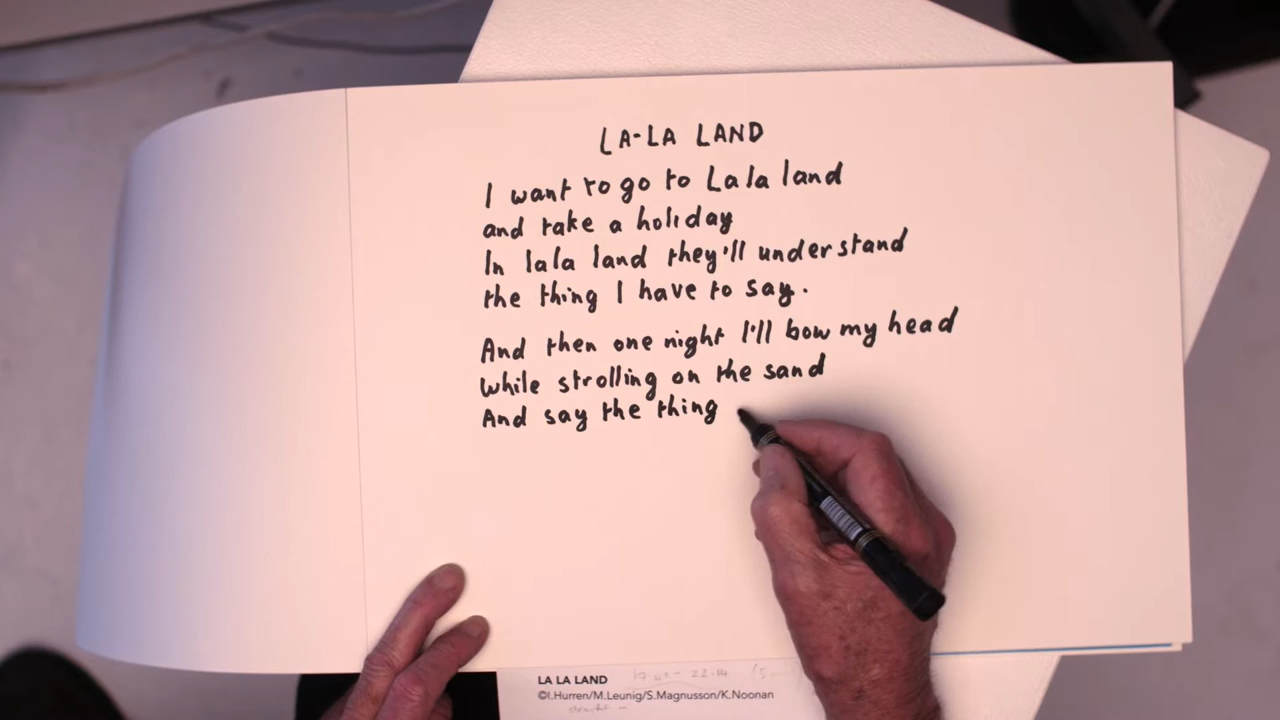 LA-LA LAND
I want to go to Lala land
and take a holiday
In lala land they'll understand
the thing I have to say.
And then one night I'll bow my head
While strolling on the sand
And say the thing
LA LA LAND
©I.Hurren/M.Leunig/S.Magnusson/K.Noonan